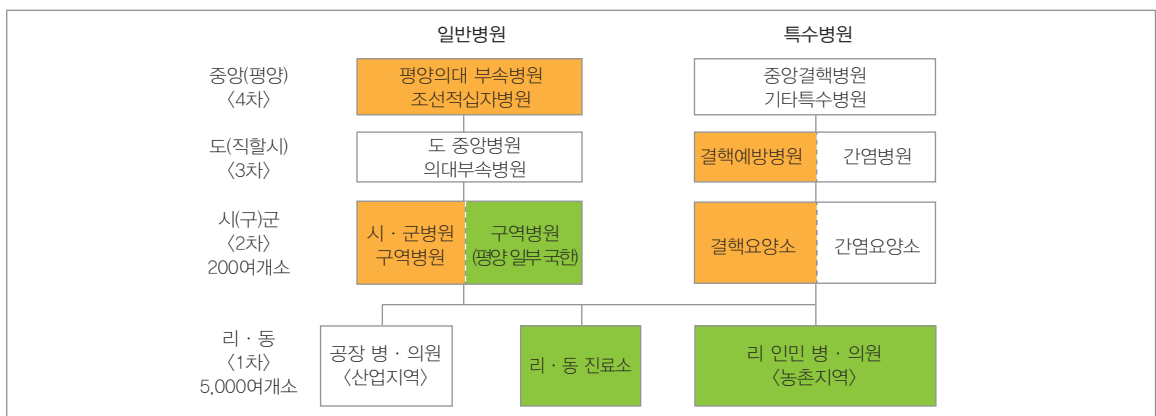 일반병원
특수병원
중앙(평양)
〈4차〉
평양의대 부속병원
조선적십자병원
중앙결핵병원
기타특수병원
도(직할시)
〈3차〉
도 중앙병원
의대부속병원
결핵예방병원
간염병원
시(구)군
〈2차〉
200여개소
시 · 군병원
구역병원
구역병원
(평양 일부 국한)
결핵요양소
간염요양소
리 · 동
〈1차〉
5,000여개소
공장 병 · 의원
〈산업지역〉
리 · 동 진료소
리 인민 병 · 의원
〈농촌지역〉